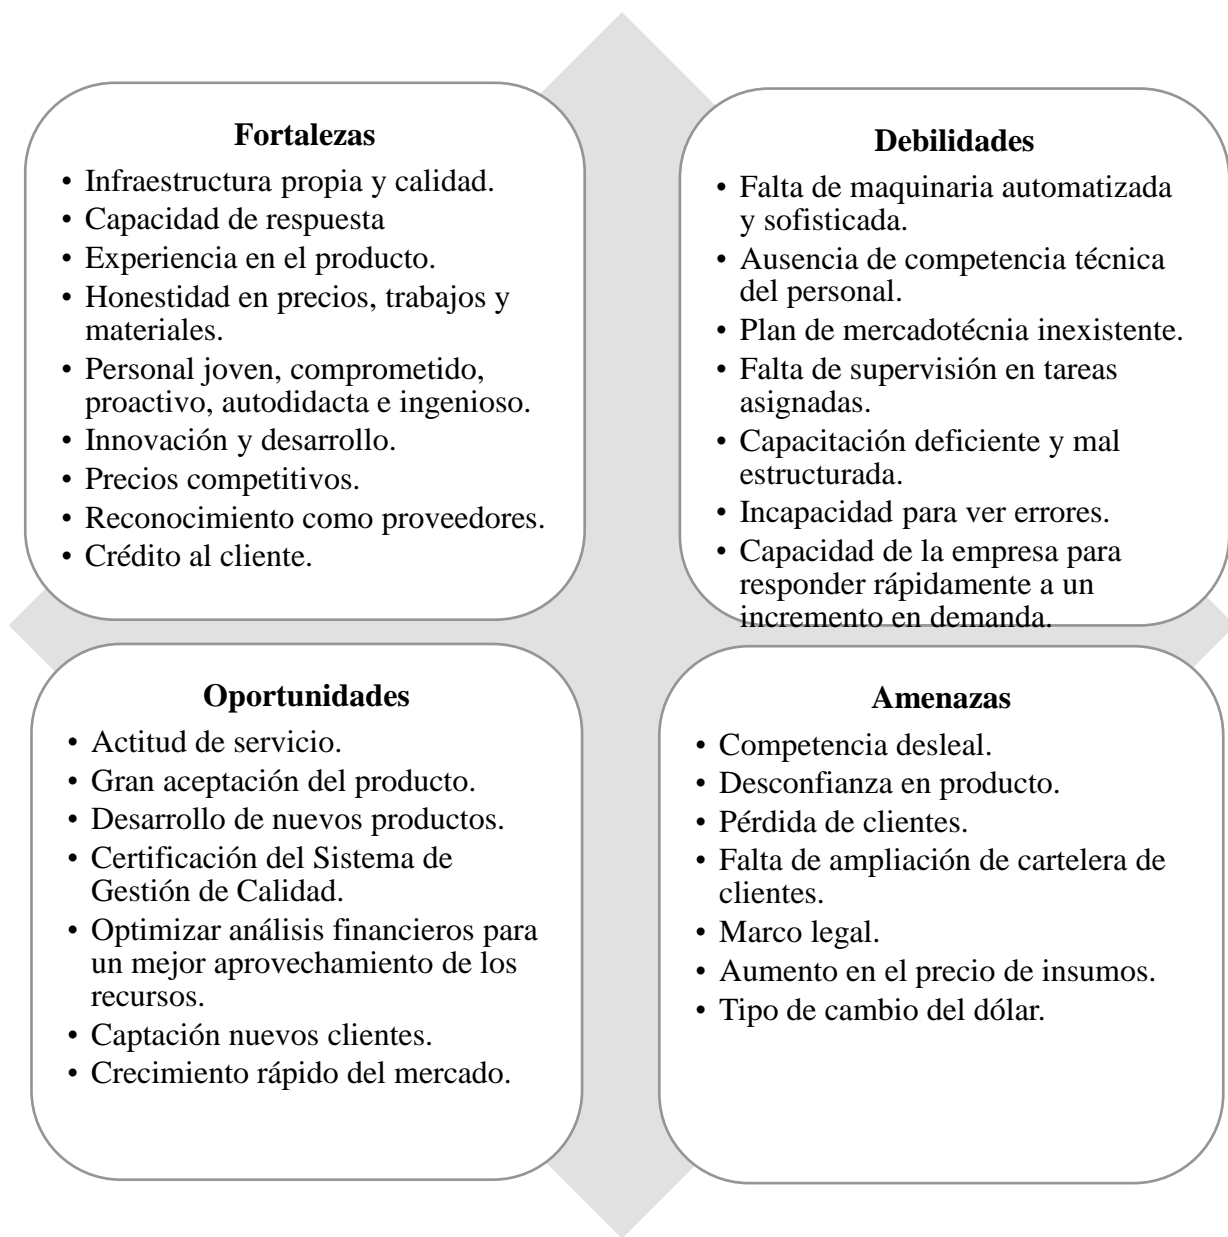 Fortalezas
• Infraestructura propia y calidad.
• Capacidad de respuesta
• Experiencia en el producto.
• Honestidad en precios, trabajos y
materiales.
• Personal joven, comprometido,
proactivo, autodidacta e ingenioso.
• Innovación y desarrollo.
• Precios competitivos.
• Reconocimiento como proveedores.
• Crédito al cliente.
Debilidades
• Falta de maquinaria automatizada
y sofisticada.
• Ausencia de competencia técnica
del personal.
• Plan de mercadotécnia inexistente.
• Falta de supervisión en tareas
asignadas.
• Capacitación deficiente y mal
estructurada.
• Incapacidad para ver errores.
• Capacidad de la empresa para
responder rápidamente a un
incremento en demanda.
Oportunidades
• Actitud de servicio.
• Gran aceptación del producto.
• Desarrollo de nuevos productos.
• Certificación del Sistema de
Gestión de Calidad.
• Optimizar análisis financieros para
un mejor aprovechamiento de los
recursos.
• Captación nuevos clientes.
• Crecimiento rápido del mercado.
Amenazas
• Competencia desleal.
• Desconfianza en producto.
• Pérdida de clientes.
• Falta de ampliación de cartelera de
clientes.
• Marco legal.
• Aumento en el precio de insumos.
• Tipo de cambio del dólar.